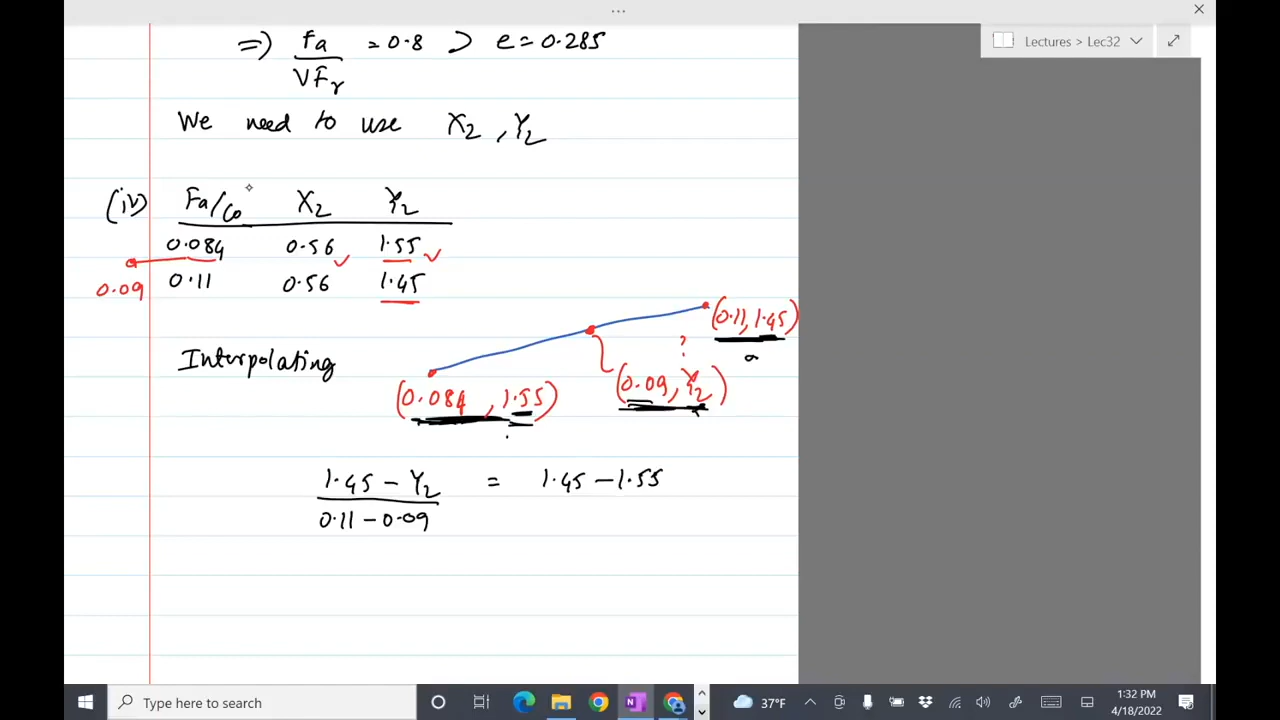 Lectures > Lec32
=> Fa / VFr = 0.8 > e = 0.285
We need to use X2, Y2
(iv) Fa/Co X2 Y2
0.084 0.56 1.55
0.09 0.11 0.56 1.45
(0.11, 1.45)
Interpolating
?
(0.084, 1.55) (0.09, Y2)
1.45 - Y2 / 0.11 - 0.09 = 1.45 - 1.55
Type here to search
37°F
1:32 PM
4/18/2022